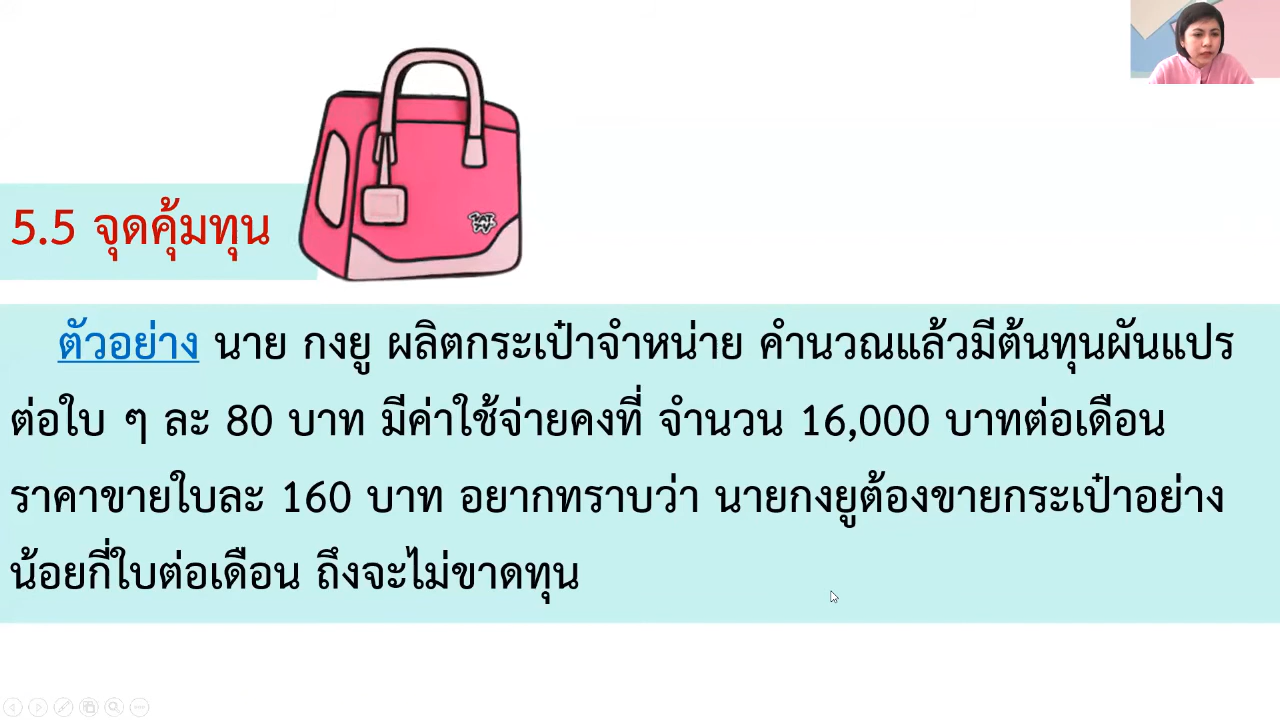 5.5 จุดคุ้มทุน
ตัวอย่าง นาย กงยู ผลิตกระเป๋าจำหน่าย คำนวณแล้วมีต้นทุนผันแปร
ต่อใบ ๆ ละ 80 บาท มีค่าใช้จ่ายคงที่ จำนวน 16,000 บาทต่อเดือน
ราคาขายใบละ 160 บาท อยากทราบว่า นายกงยูต้องขายกระเป๋าอย่าง
น้อยกี่ใบต่อเดือน ถึงจะไม่ขาดทุน